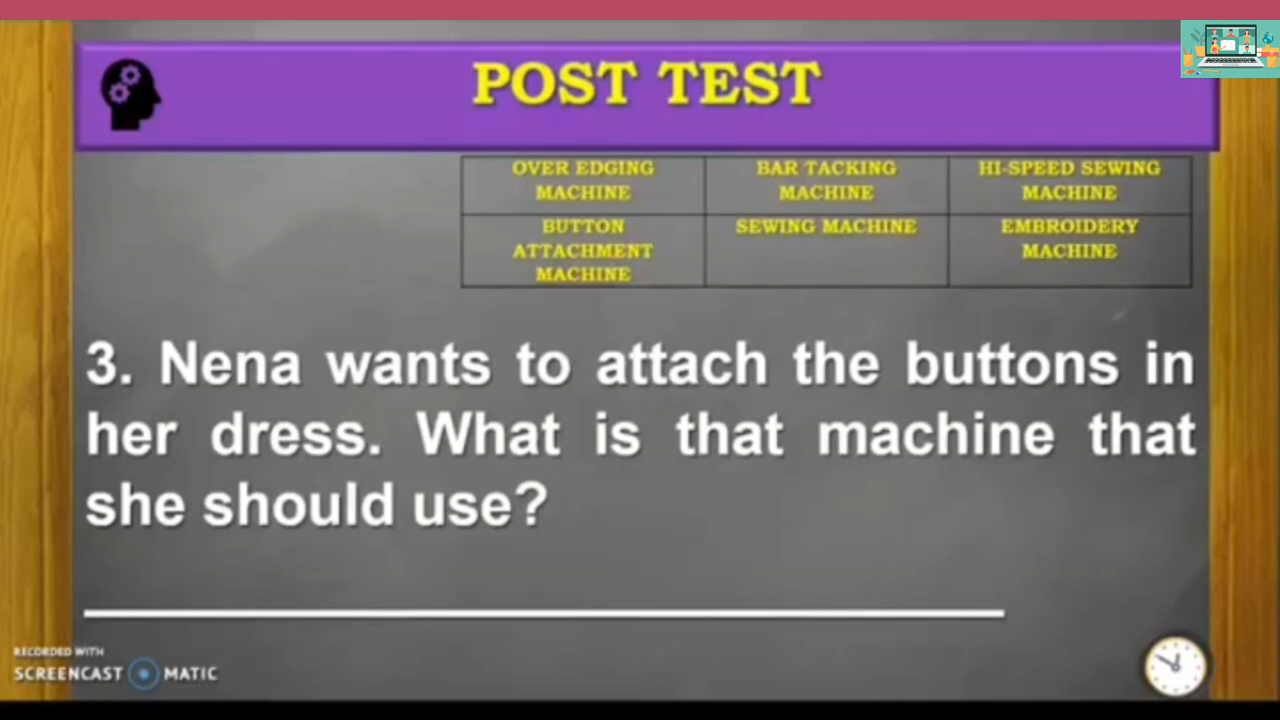 POST TEST
OVER EDGING
MACHINE
BAR TACKING
MACHINE
HI-SPEED SEWING
MACHINE
BUTTON
ATTACHMENT
MACHINE
SEWING MACHINE
EMBROIDERY
MACHINE
3. Nena wants to attach the buttons in
her dress. What is that machine that
she should use?
RECORDED WITH
SCREENCAST MATIC